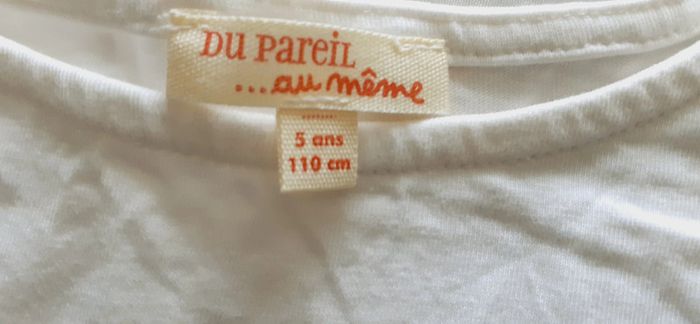 DU PAREIL
...au même
5 ans
110 cm